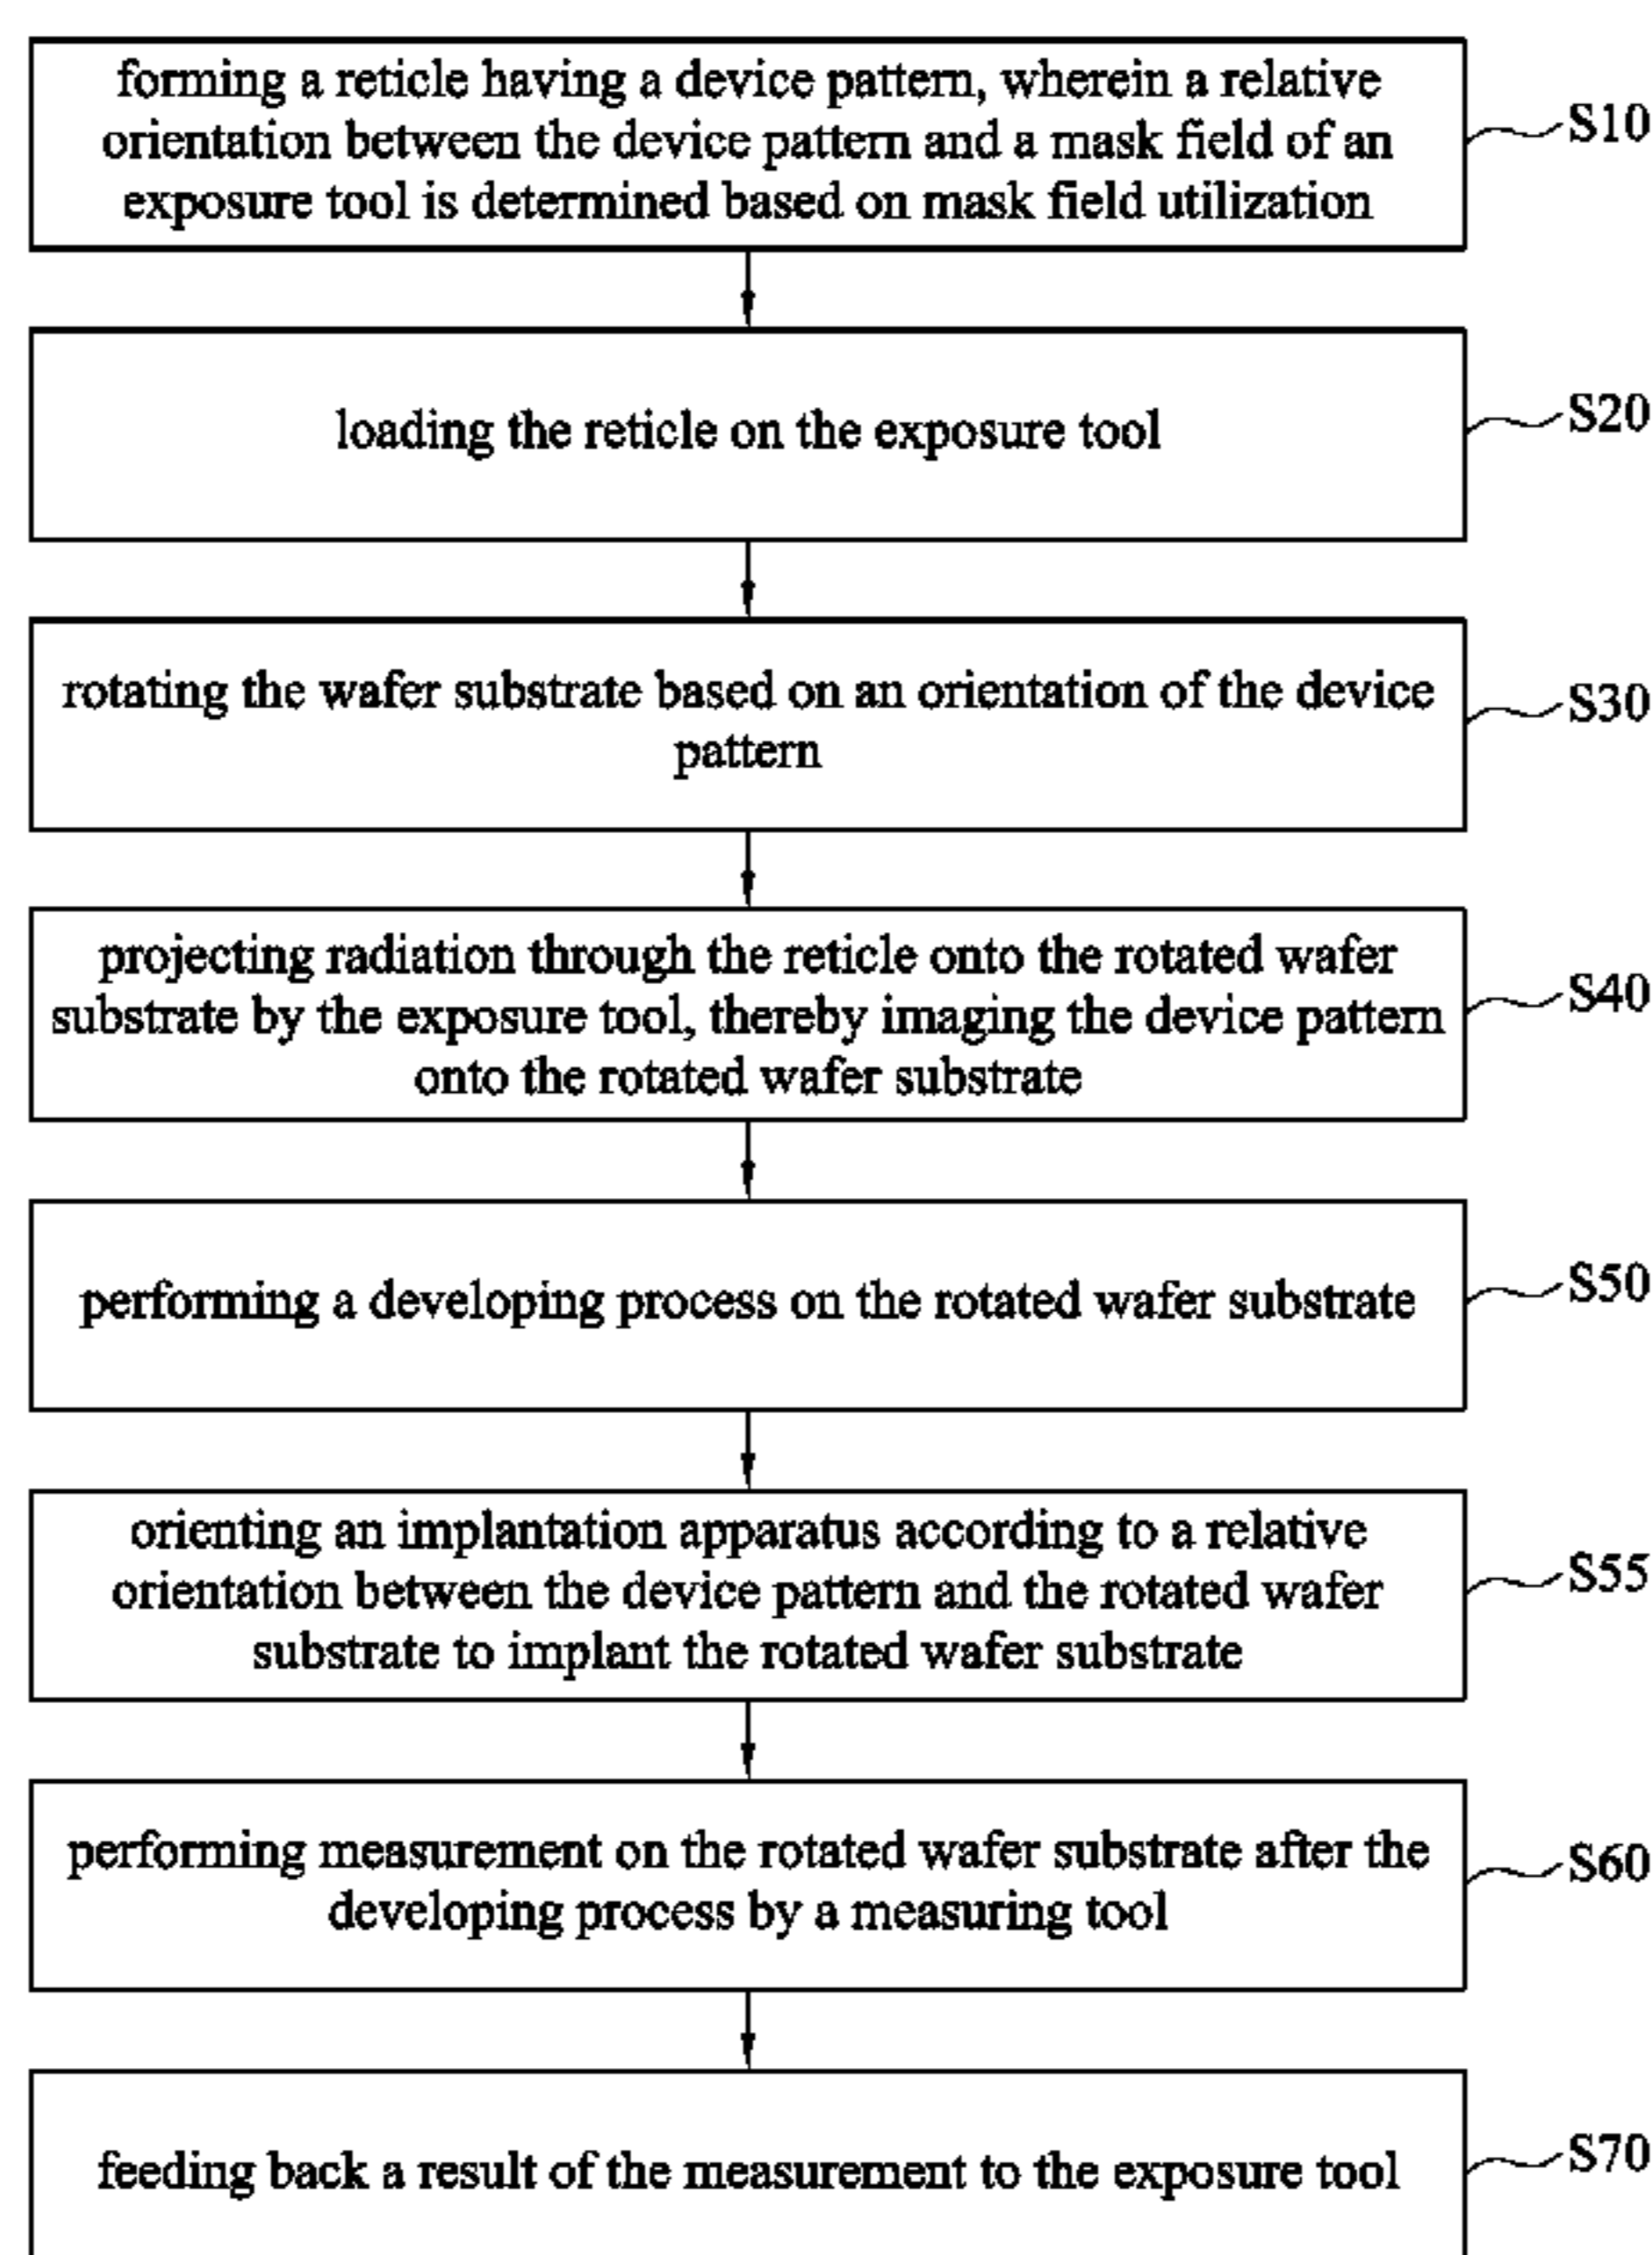 forming a reticle having a device pattern, wherein a relative
orientation between the device pattern and a mask field of an
exposure tool is determined based on mask field utilization
S10
loading the reticle on the exposure tool
S20
rotating the wafer substrate based on an orientation of the device
pattern
S30
projecting radiation through the reticle onto the rotated wafer
substrate by the exposure tool, thereby imaging the device pattern
onto the rotated wafer substrate
S40
performing a developing process on the rotated wafer substrate
S50
orienting an implantation apparatus according to a relative
orientation between the device pattern and the rotated wafer
substrate to implant the rotated wafer substrate
S55
performing measurement on the rotated wafer substrate after the
developing process by a measuring tool
S60
feeding back a result of the measurement to the exposure tool
S70